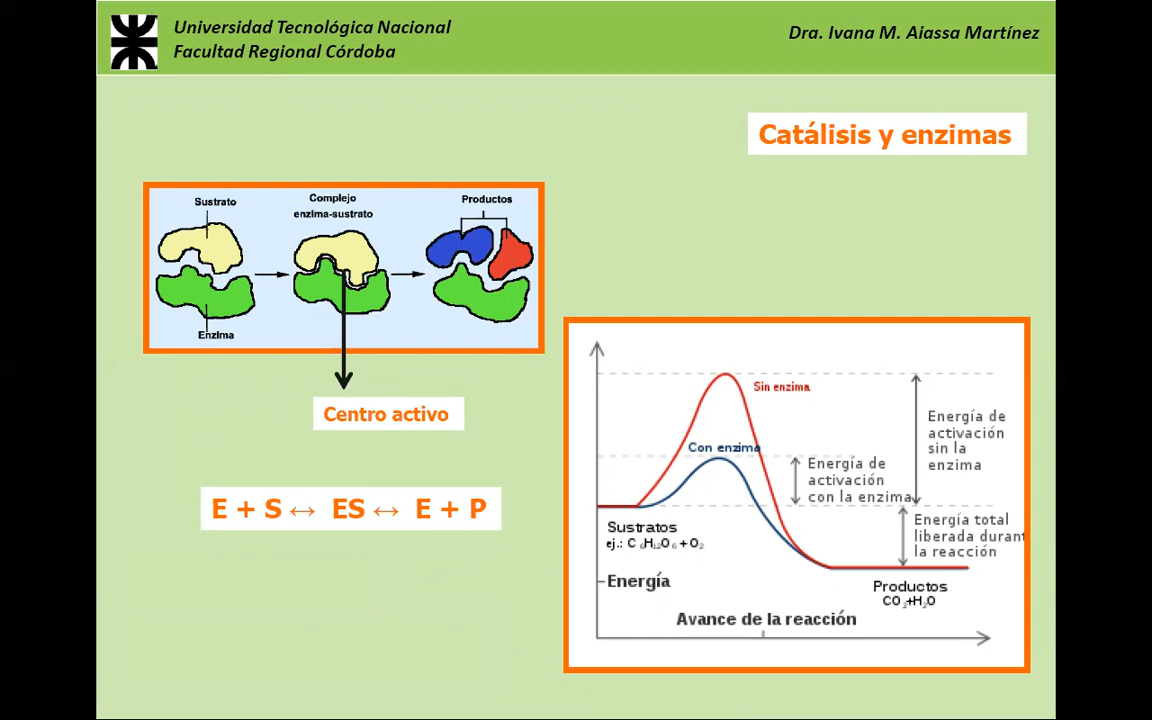 Universidad Tecnológica Nacional
Facultad Regional Córdoba
Dra. Ivana M. Aiassa Martínez
Catálisis y enzimas
Sustrato
Complejo
enzima-sustrato
Productos
Enzima
Centro activo
E + S ↔ ES ↔ E + P
Sin enzima
Con enzima
Energía de
activación
sin la
enzima
Energía de
activación
con la enzima
Sustratos
ej.: C₆H₁₂O₆ + O₂
Energía total
liberada durant
la reacción
Energía
Productos
CO₂+H₂O
Avance de la reacción